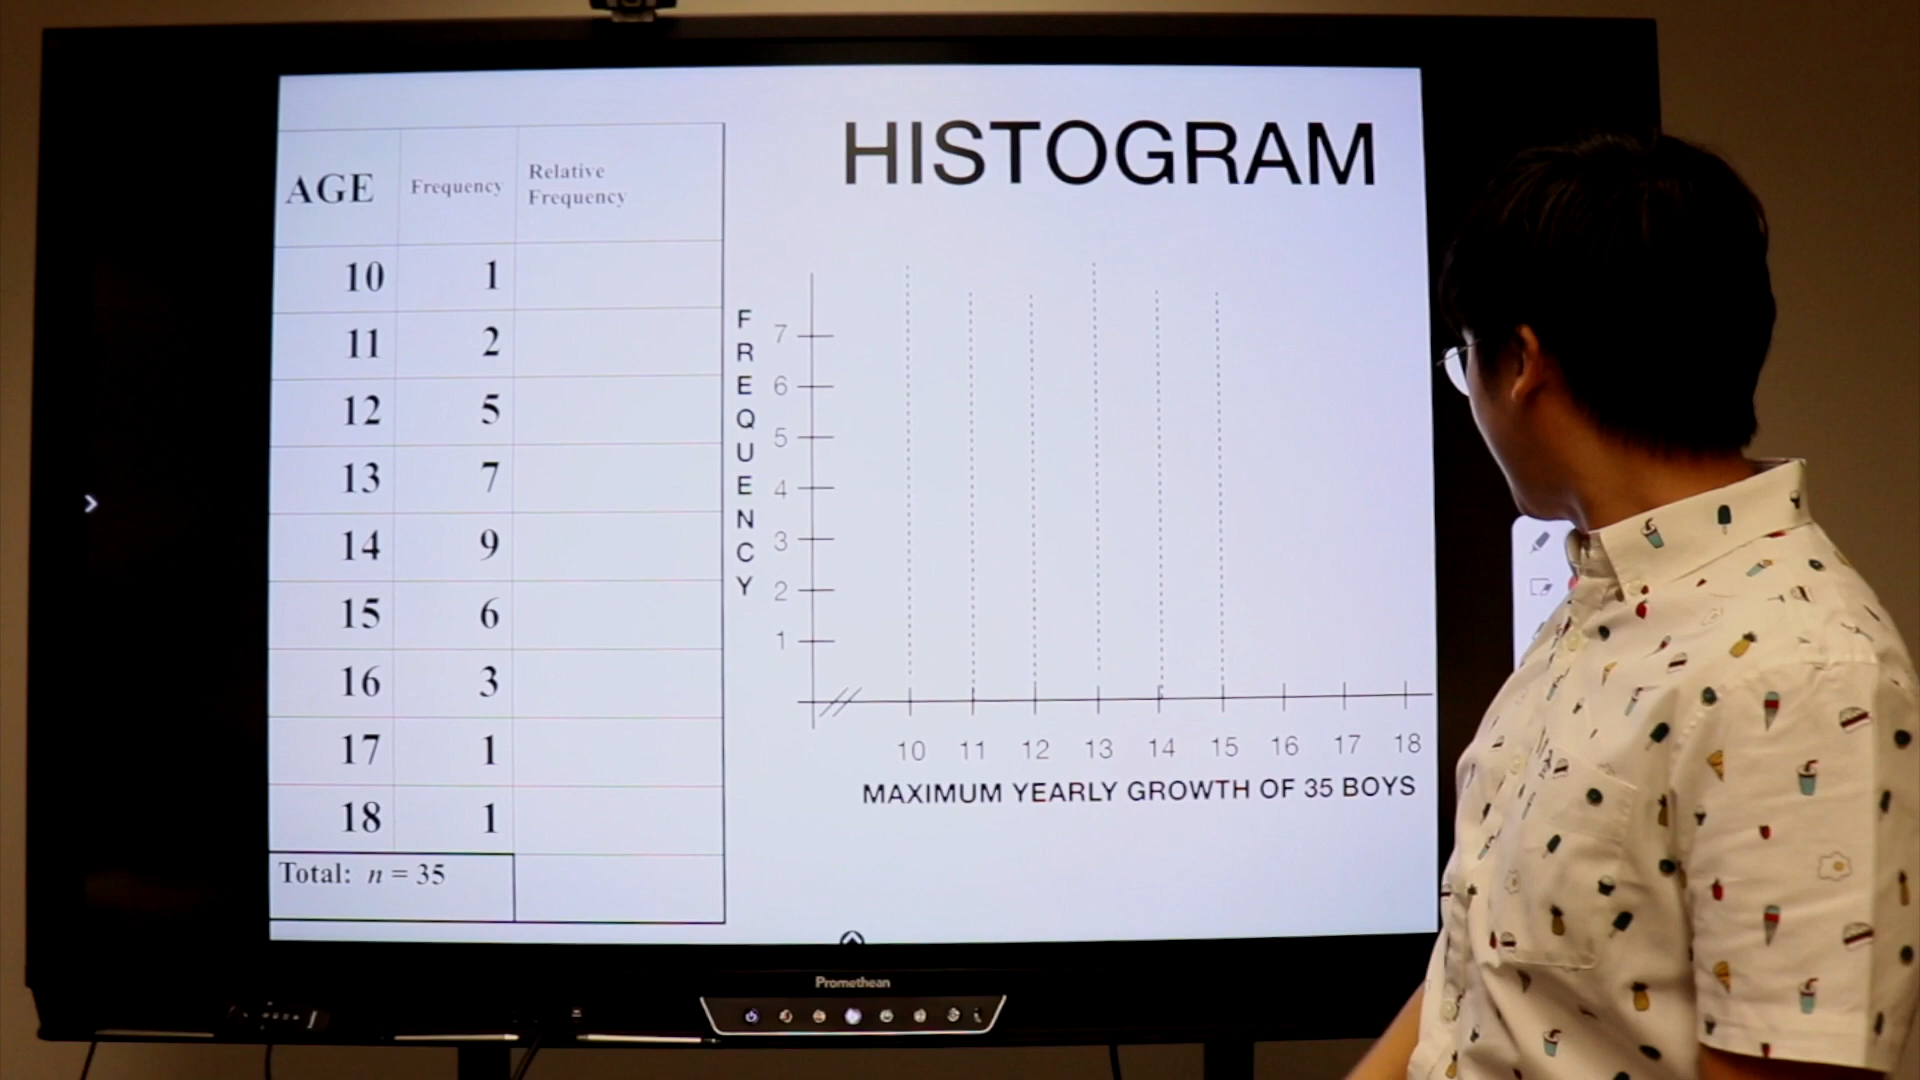 HISTOGRAM
AGE Frequency Relative Frequency
10 1
11 2
12 5
13 7
14 9
15 6
16 3
17 1
18 1
Total: n = 35
FREQUENCY
7
6
5
4
3
2
1
10 11 12 13 14 15 16 17 18
MAXIMUM YEARLY GROWTH OF 35 BOYS
Promethean